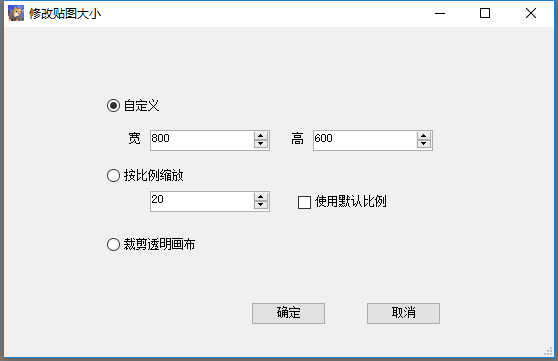 修改贴图大小
自定义
宽 800 高 600
按比例缩放
20 使用默认比例
裁剪透明画布
确定 取消